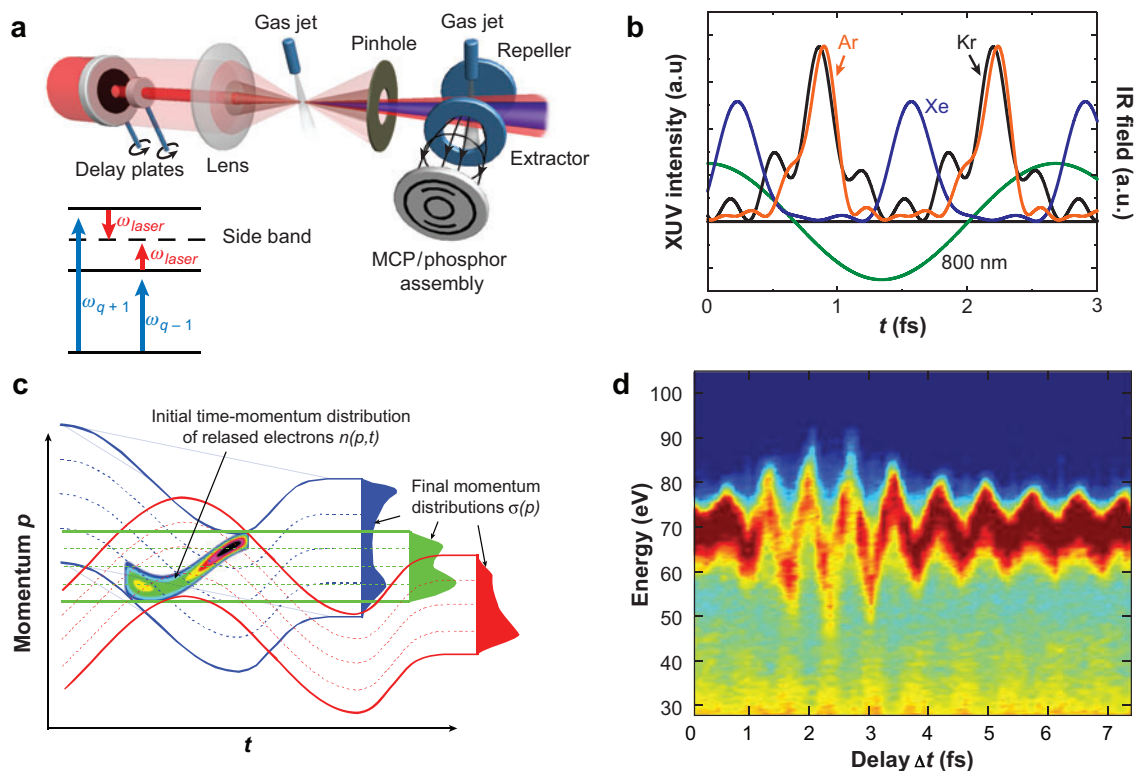 a
Gas jet
Pinhole
Gas jet
Repeller
Delay plates
Lens
Extractor
MCP/phosphor
assembly
ω_laser
Side band
ω_laser
ω_q + 1
ω_q – 1
b
XUV intensity (a.u)
IR field (a.u.)
Ar
Kr
Xe
800 nm
0 1 2 3
t (fs)
c
Initial time-momentum distribution
of relased electrons n(p,t)
Final momentum
distributions σ(p)
Momentum p
t
d
Energy (eV)
100
90
80
70
60
50
40
30
0 1 2 3 4 5 6 7
Delay Δt (fs)